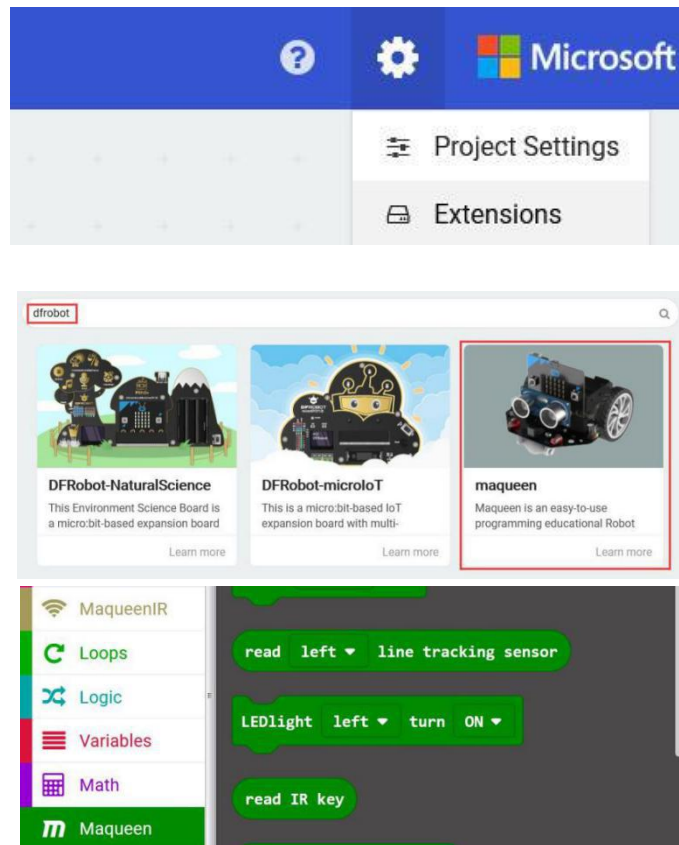 ?
Microsoft
Project Settings
Extensions
dfrobot
DFRobot-NaturalScience
This Environment Science Board is
a micro:bit-based expansion board
Learn more
DFRobot-microIoT
This is a micro:bit-based IoT
expansion board with multi-
Learn more
maqueen
Maqueen is an easy-to-use
programming educational Robot
Learn more
MaqueenIR
Loops
Logic
Variables
Math
Maqueen
read left line tracking sensor
LEDlight left turn ON
read IR key